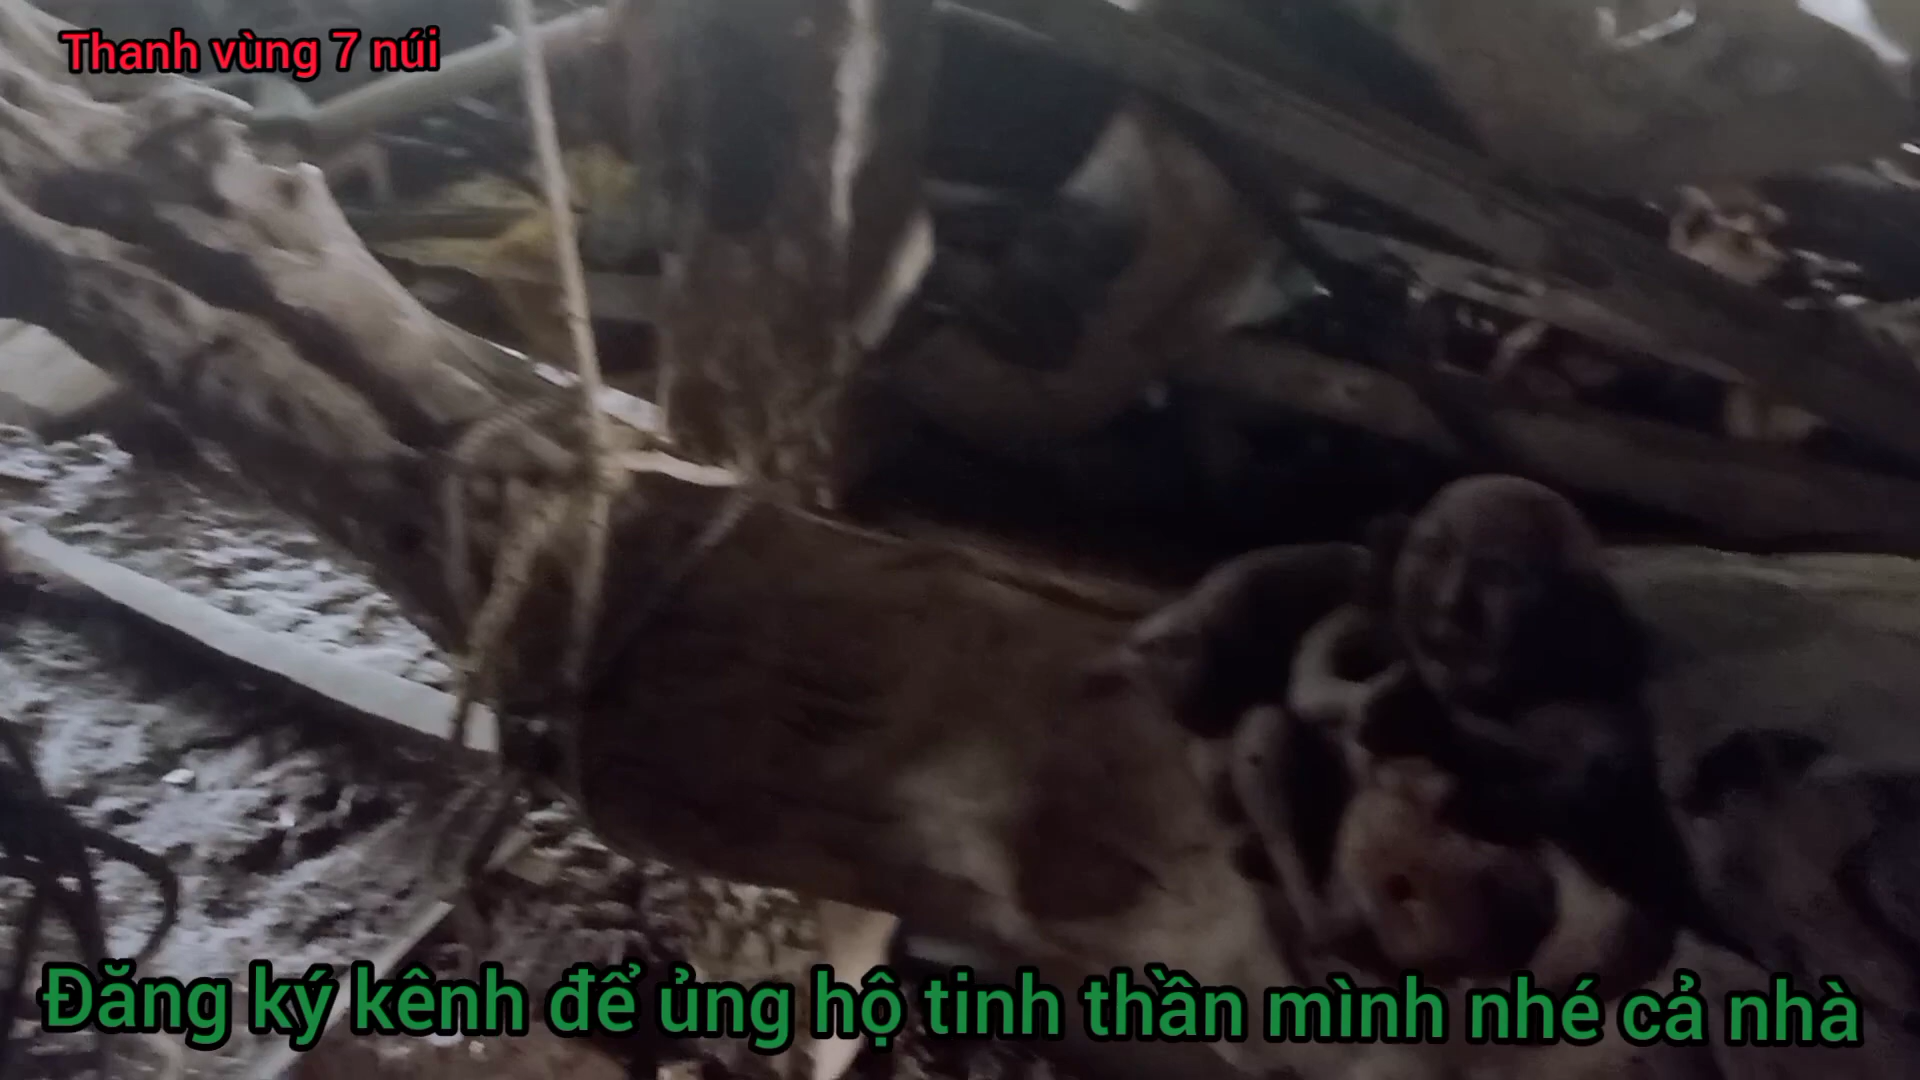 Thanh vùng 7 núi
Đăng ký kênh để ủng hộ tinh thần mình nhé cả nhà